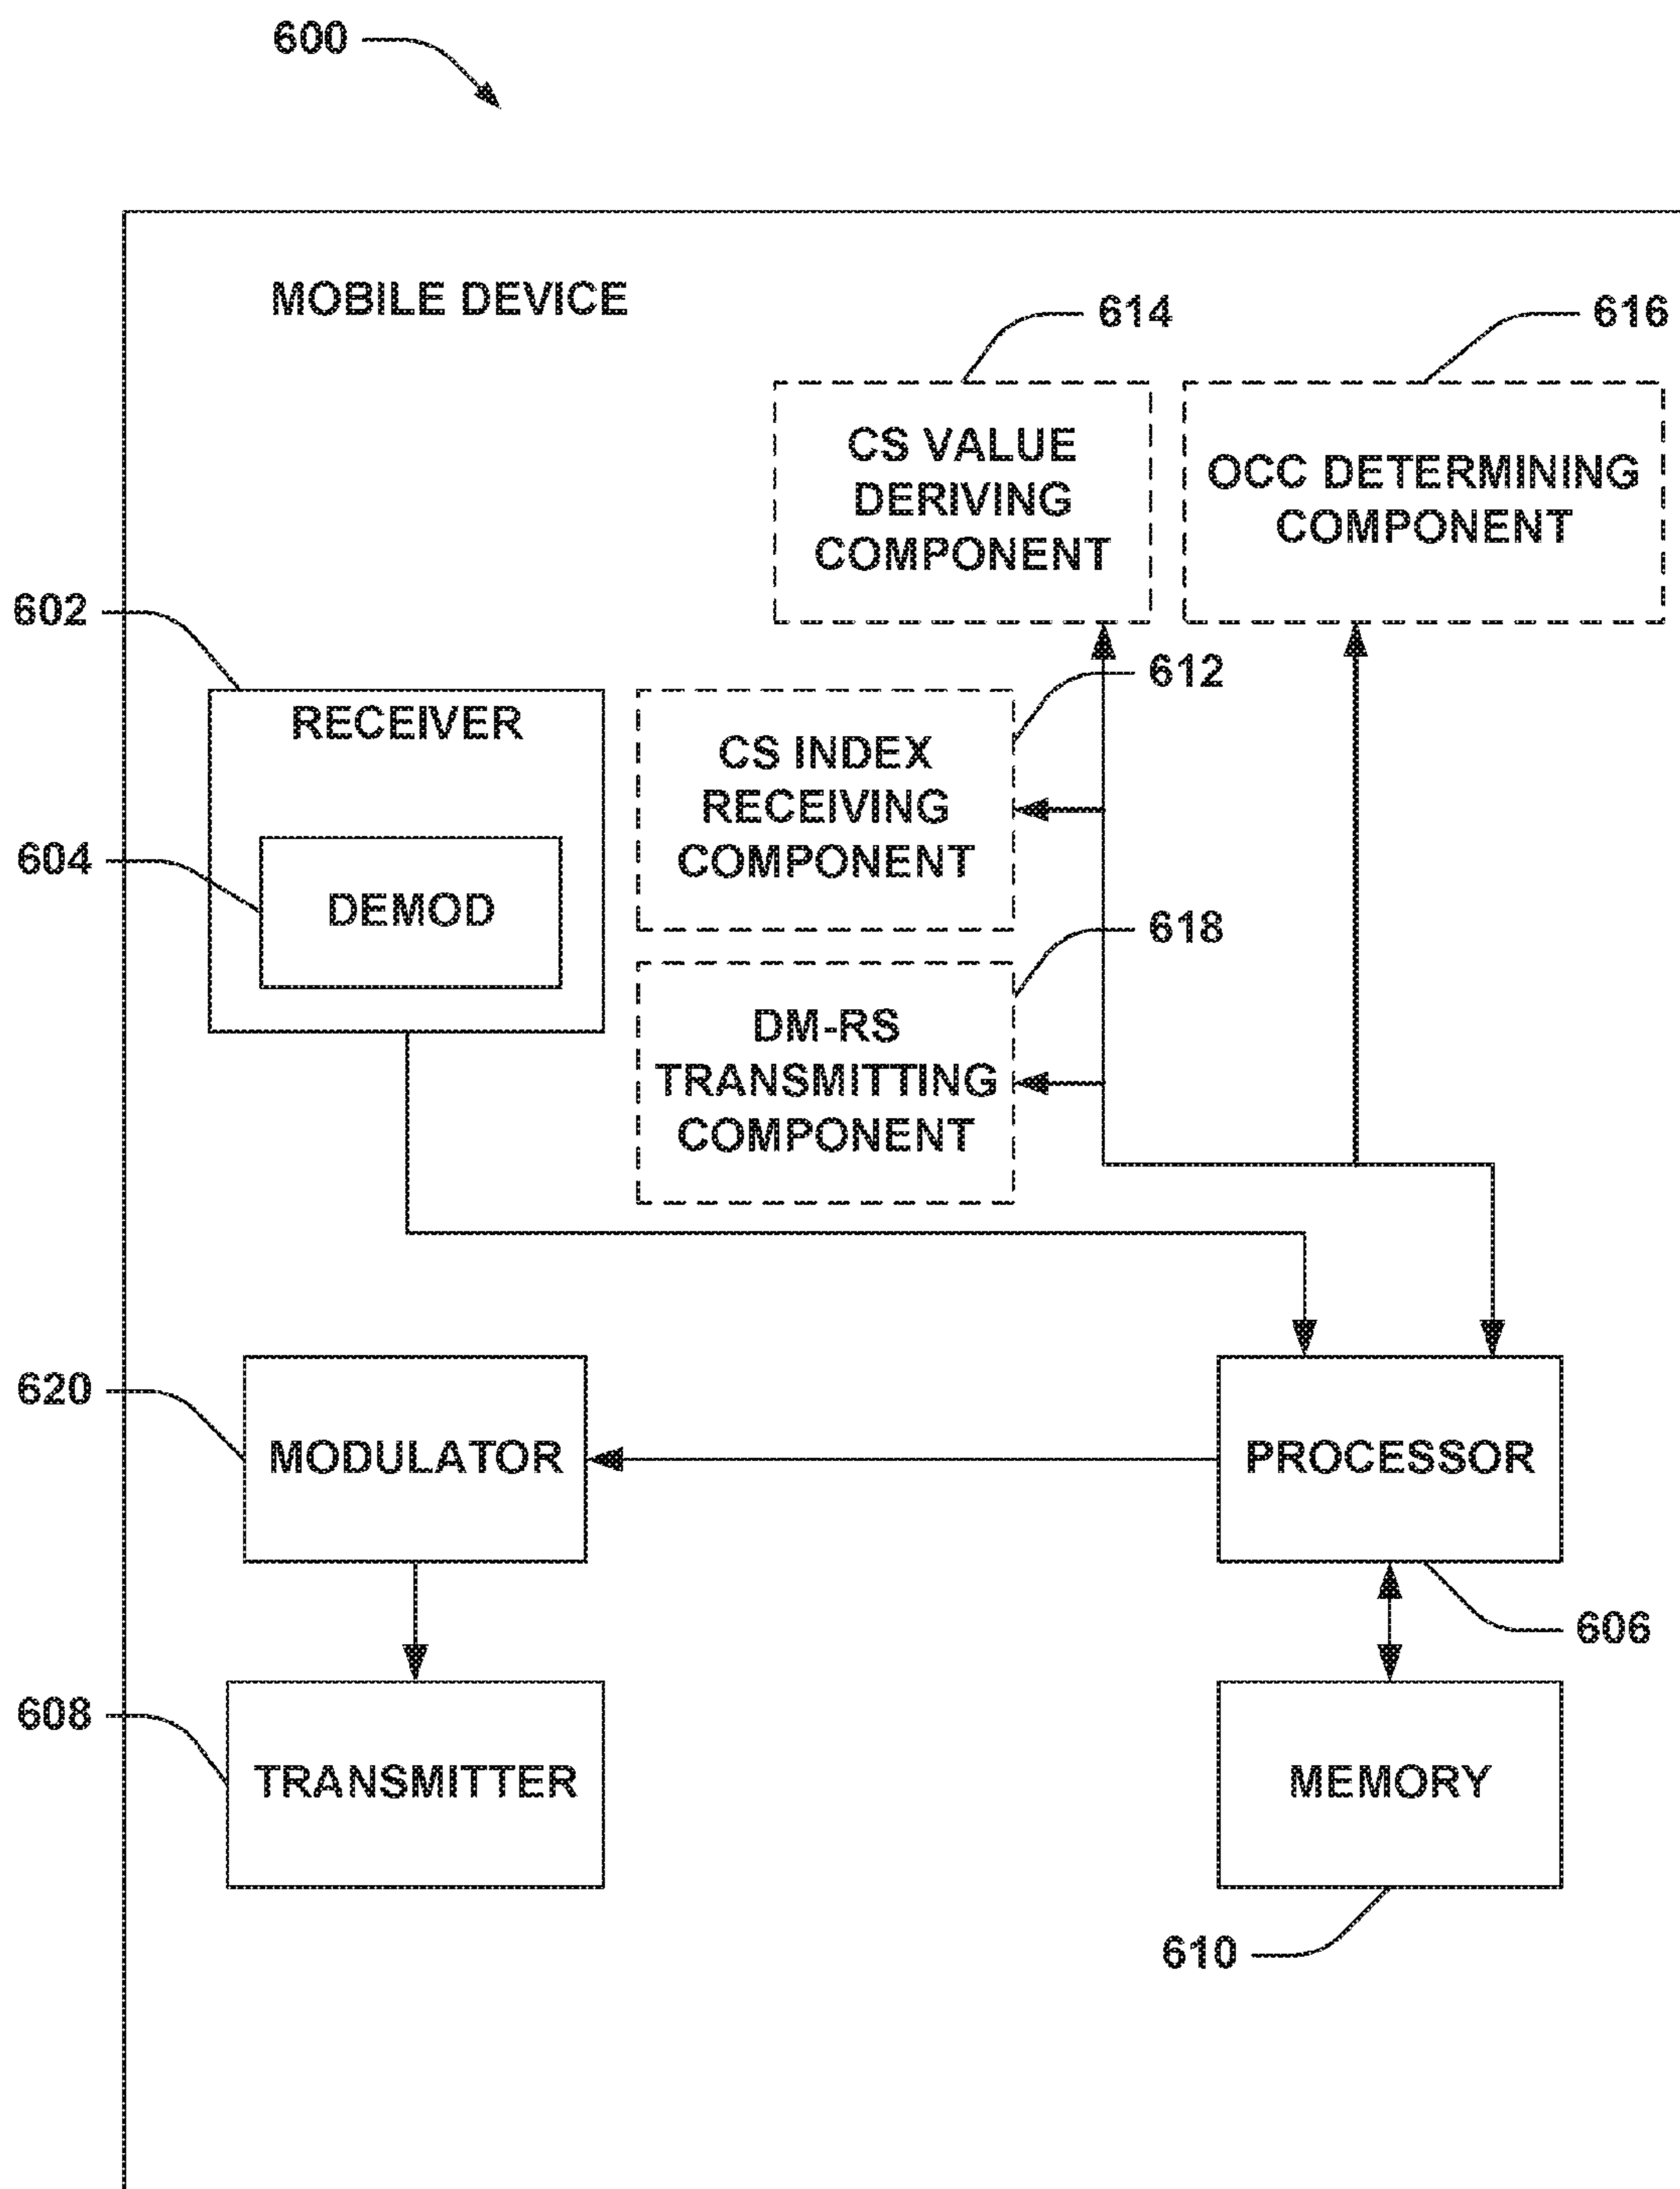 600
MOBILE DEVICE
614
616
CS VALUE
DERIVING
COMPONENT
OCC DETERMINING
COMPONENT
602
612
RECEIVER
CS INDEX
RECEIVING
COMPONENT
604
DEMOD
618
DM-RS
TRANSMITTING
COMPONENT
620
MODULATOR
PROCESSOR
606
608
TRANSMITTER
MEMORY
610